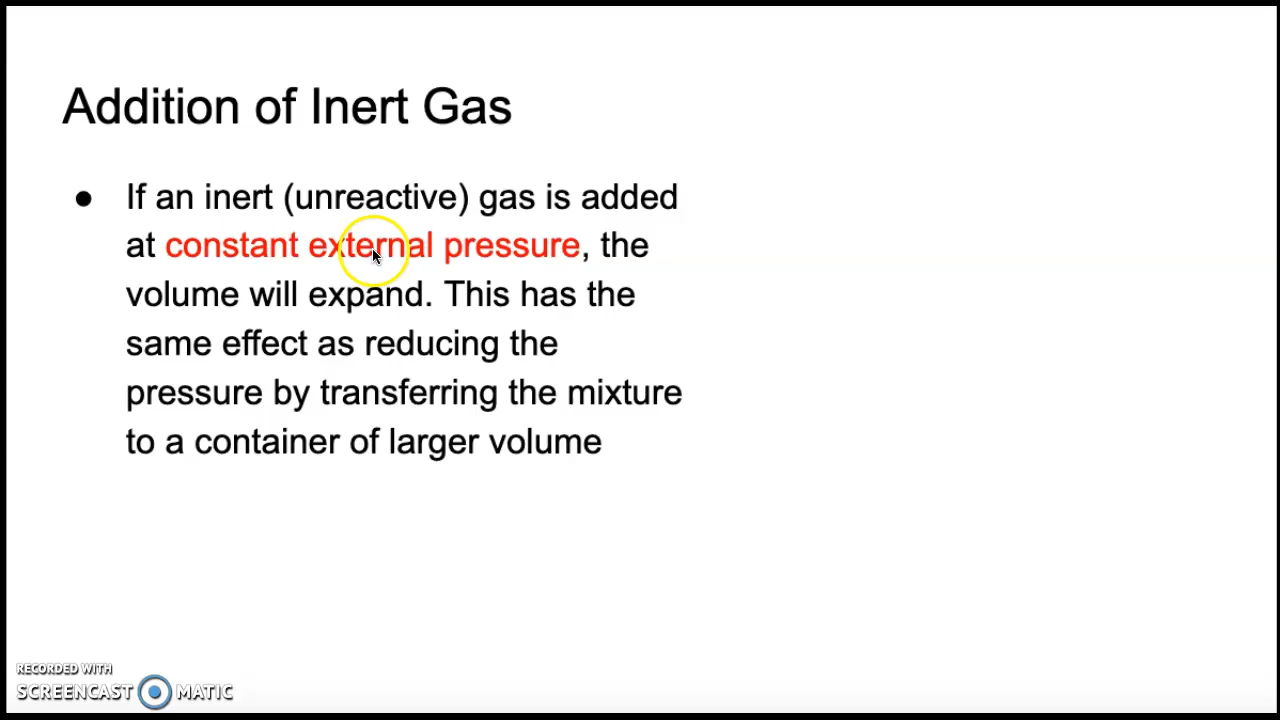 Addition of Inert Gas
● If an inert (unreactive) gas is added
at constant external pressure, the
volume will expand. This has the
same effect as reducing the
pressure by transferring the mixture
to a container of larger volume
RECORDED WITH
SCREENCAST MATIC